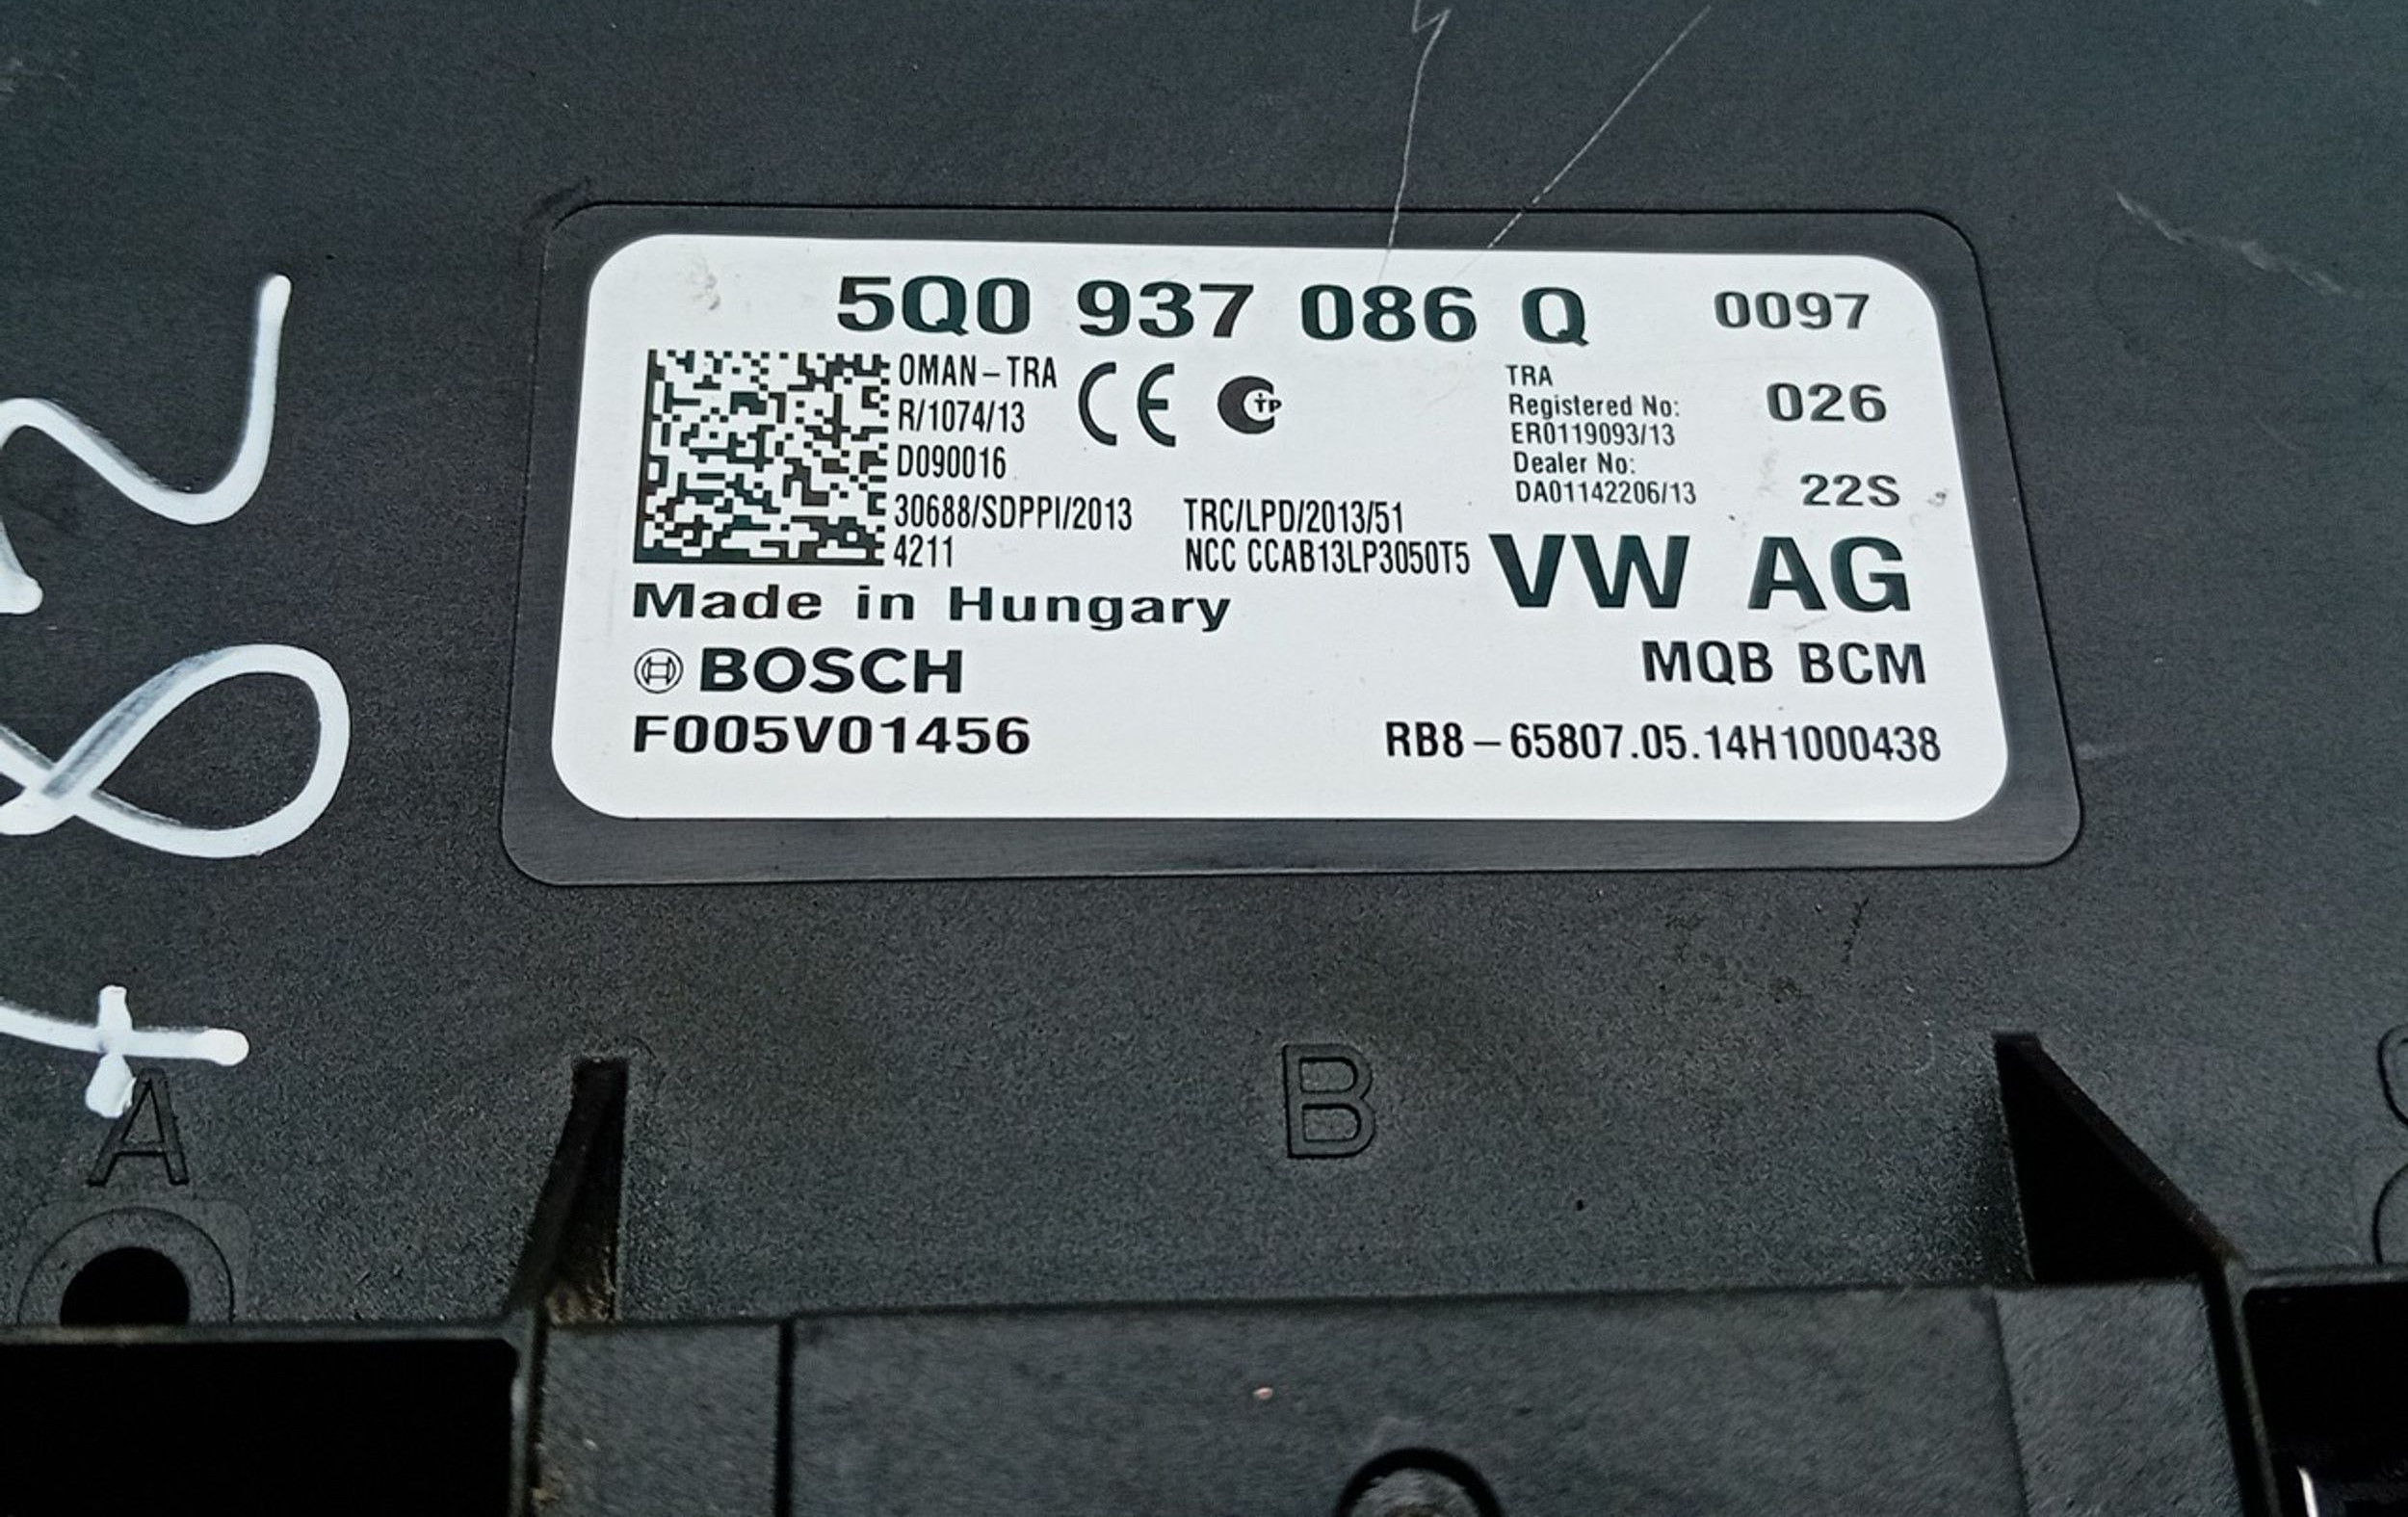 5Q0 937 086 Q 0097
OMAN-TRA
R/1074/13
D090016
30688/SDPPI/2013
4211
CE
TRC/LPD/2013/51
NCC CCAB13LP3050T5
TRA
Registered No:
ER0119093/13
Dealer No:
DA01142206/13
026
22S
VW AG
Made in Hungary
MQB BCM
BOSCH
F005V01456
RB8-65807.05.14H1000438
A
B